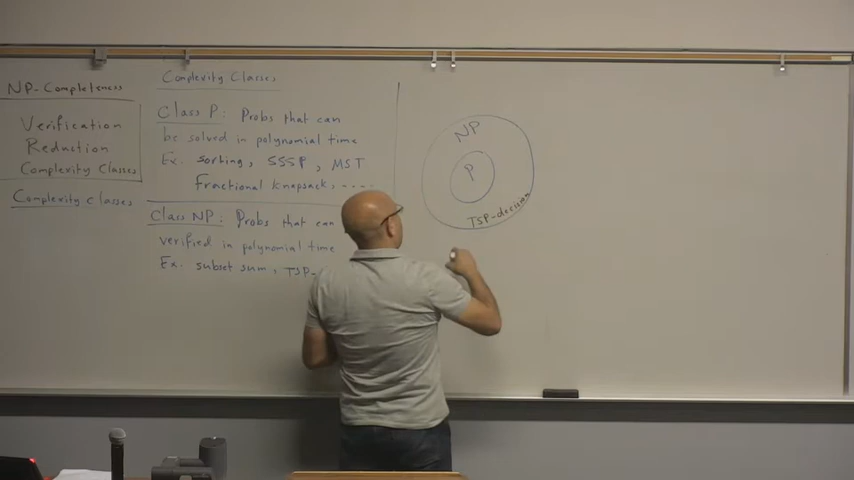 NP-Completeness
Verification
Reduction
Complexity Classes
Complexity classes
Complexity Classes
Class P: Probs that can
be solved in polynomial time
Ex. sorting, SSSP, MST
Fractional knapsack, ....
Class NP: Probs that can
verified in polynomial time
Ex. subset sum, TSP-
NP
P
TSP-decision